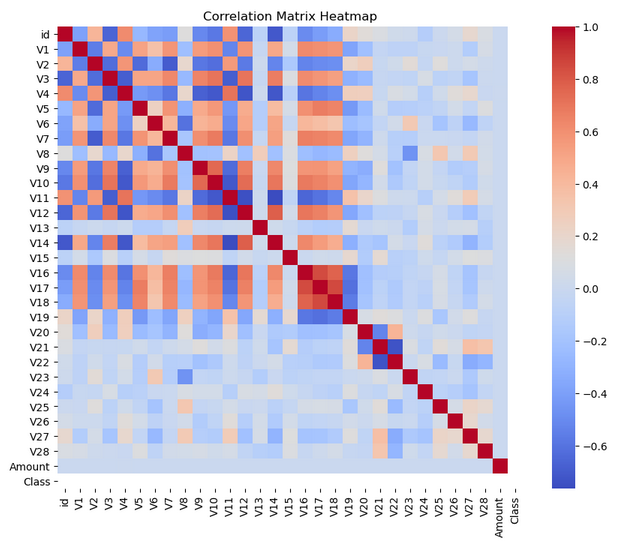 Correlation Matrix Heatmap
id
V1
V2
V3
V4
V5
V6
V7
V8
V9
V10
V11
V12
V13
V14
V15
V16
V17
V18
V19
V20
V21
V22
V23
V24
V25
V26
V27
V28
Amount
Class
id
V1
V2
V3
V4
V5
V6
V7
V8
V9
V10
V11
V12
V13
V14
V15
V16
V17
V18
V19
V20
V21
V22
V23
V24
V25
V26
V27
V28
Amount
Class
1.0
0.8
0.6
0.4
0.2
0.0
−0.2
−0.4
−0.6